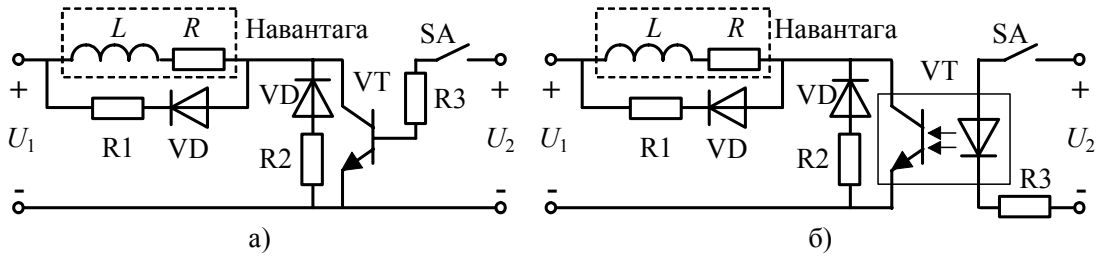 L R Навантага SA
+ R1 VD VD R2 VT R3 +
U1 U2
- -
а)
L R Навантага SA
+ R1 VD VD R2 VT +
U1 U2
R3
- -
б)